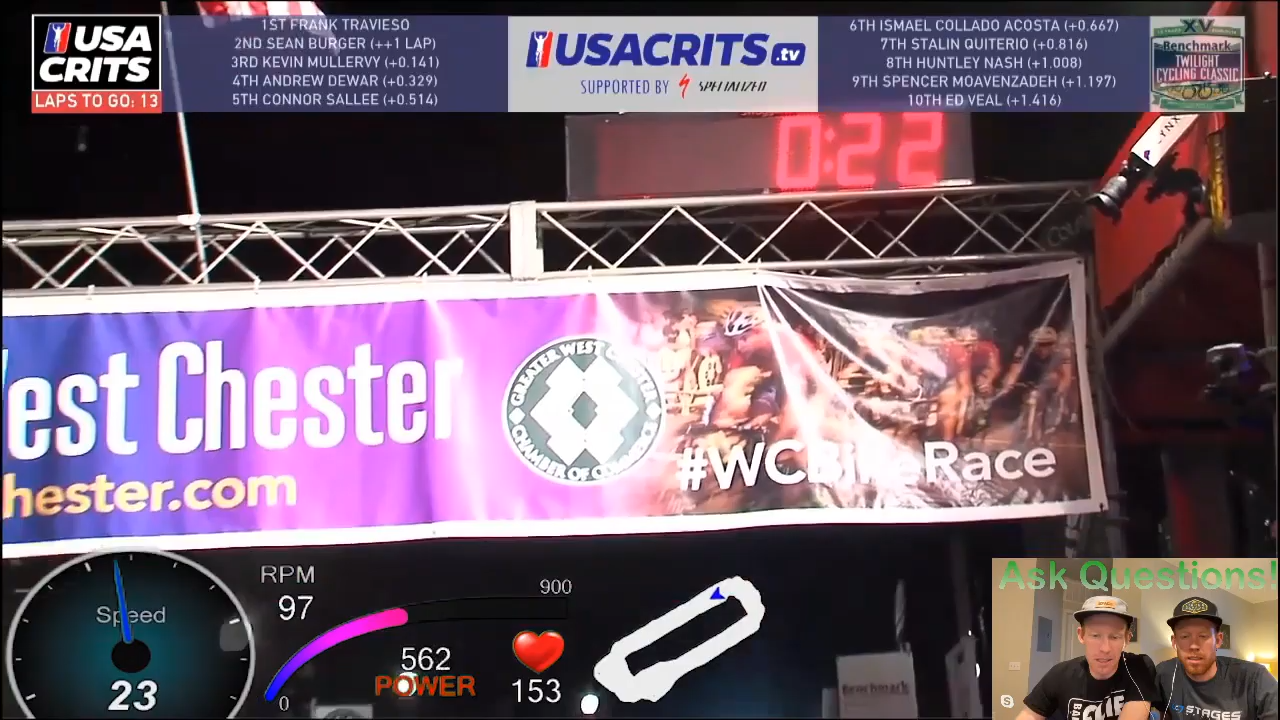 USA
CRITS
LAPS TO GO: 13
1ST FRANK TRAVIESO
2ND SEAN BURGER (++1 LAP)
3RD KEVIN MULLERVY (+0.141)
4TH ANDREW DEWAR (+0.329)
5TH CONNOR SALLEE (+0.514)
USACRITS.tv
SUPPORTED BY SPECIALIZED
6TH ISMAEL COLLADO ACOSTA (+0.667)
7TH STALIN QUITERIO (+0.816)
8TH HUNTLEY NASH (+1.008)
9TH SPENCER MOAVENZADEH (+1.197)
10TH ED VEAL (+1.416)
XV
Benchmark
TWILIGHT
CYCLING CLASSIC
0:22
est Chester
hester.com
GREATER WEST CHESTER
CHAMBER OF COMMERCE
#WCBikeRace
Speed
23
RPM
97
0
900
562
POWER
153
Benchmark
Ask Questions!
STAGES